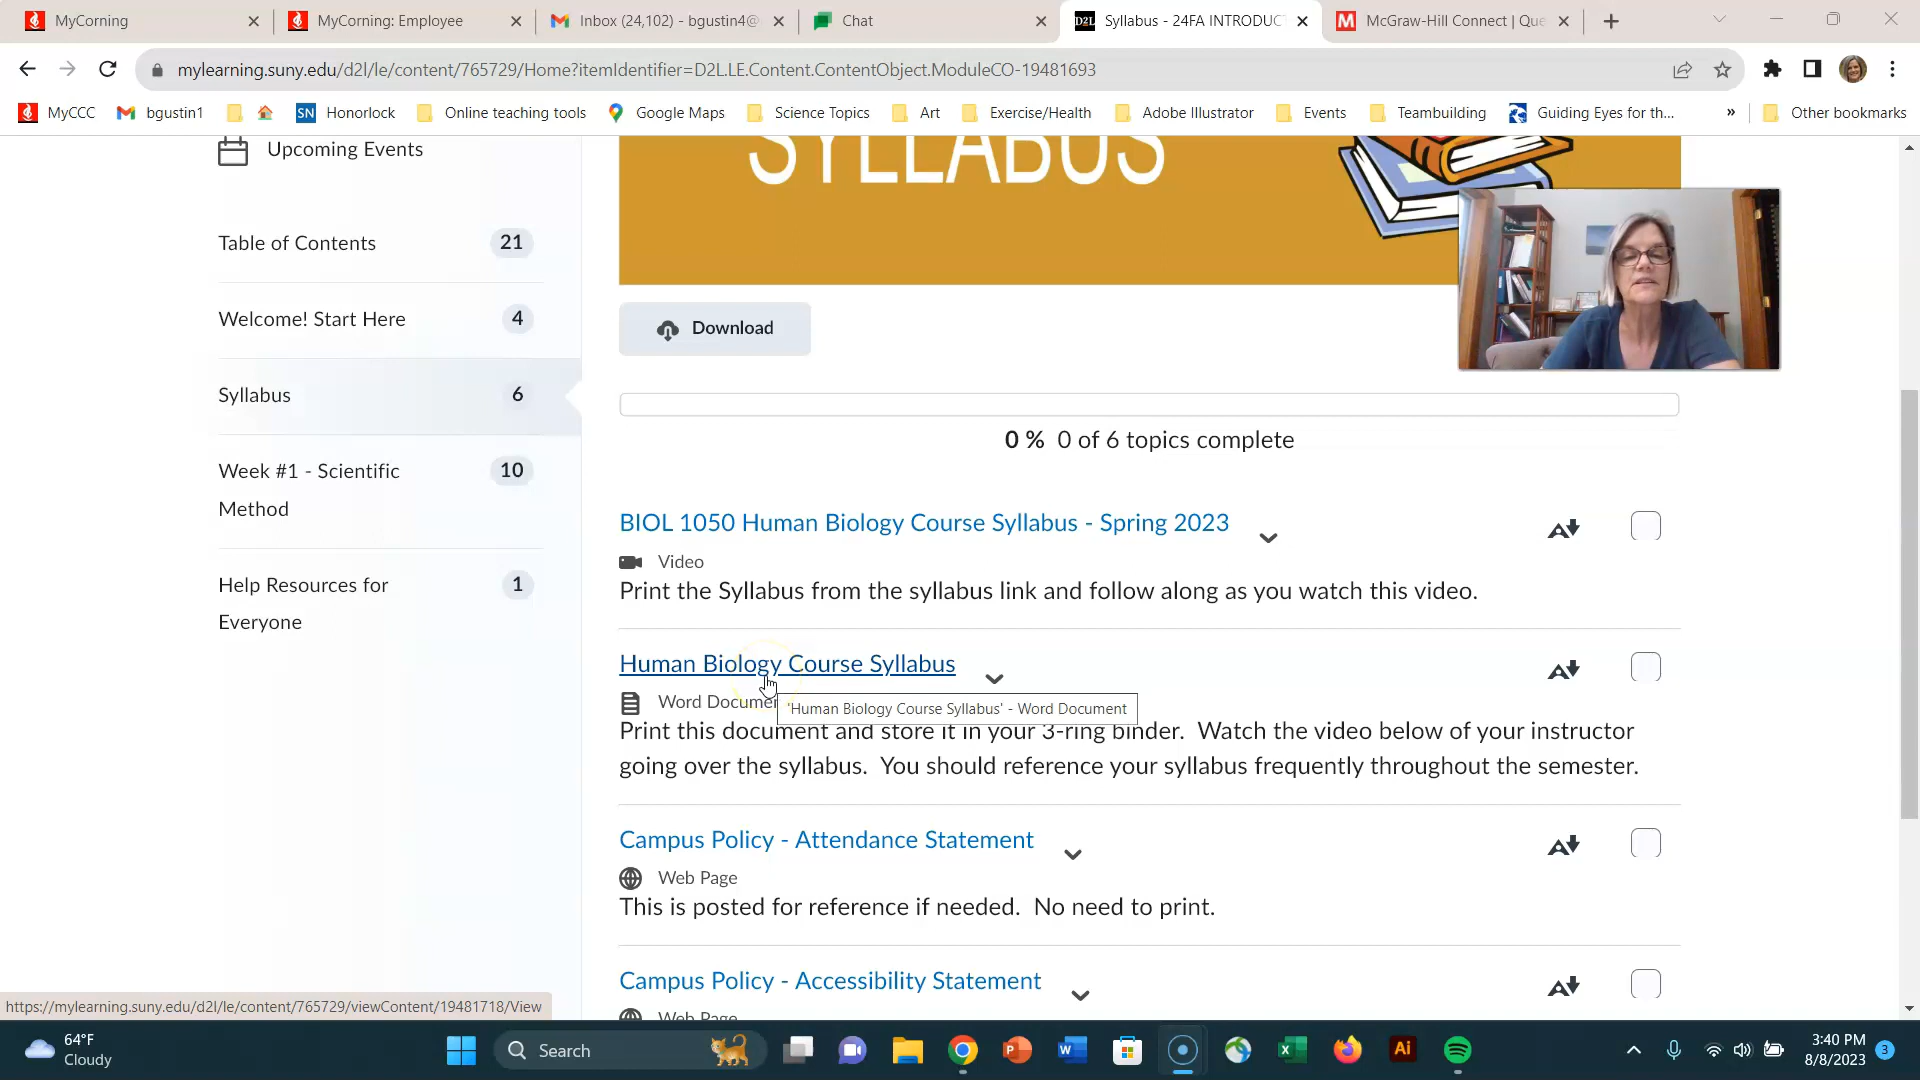 MyCorning
MyCorning: Employee
Inbox (24,102) - bgustin4@
Chat
D2L Syllabus - 24FA INTRODUC
M McGraw-Hill Connect | Que
mylearning.suny.edu/d2l/le/content/765729/Home?itemIdentifier=D2L.LE.Content.ContentObject.ModuleCO-19481693
MyCCC
bgustin1
SN Honorlock
Online teaching tools
Google Maps
Science Topics
Art
Exercise/Health
Adobe Illustrator
Events
Teambuilding
Guiding Eyes for th...
»
Other bookmarks
Upcoming Events
Table of Contents 21
Welcome! Start Here 4
Syllabus 6
Week #1 - Scientific 10
Method
Help Resources for 1
Everyone
SYLLABUS
Download
0 % 0 of 6 topics complete
BIOL 1050 Human Biology Course Syllabus - Spring 2023
Video
Print the Syllabus from the syllabus link and follow along as you watch this video.
Human Biology Course Syllabus
Word Documen
'Human Biology Course Syllabus' - Word Document
Print this document and store it in your 3-ring binder. Watch the video below of your instructor
going over the syllabus. You should reference your syllabus frequently throughout the semester.
Campus Policy - Attendance Statement
Web Page
This is posted for reference if needed. No need to print.
Campus Policy - Accessibility Statement
Web Page
https://mylearning.suny.edu/d2l/le/content/765729/viewContent/19481718/View
64°F
Cloudy
Search
P
W
X
Ai
3:40 PM
8/8/2023
3